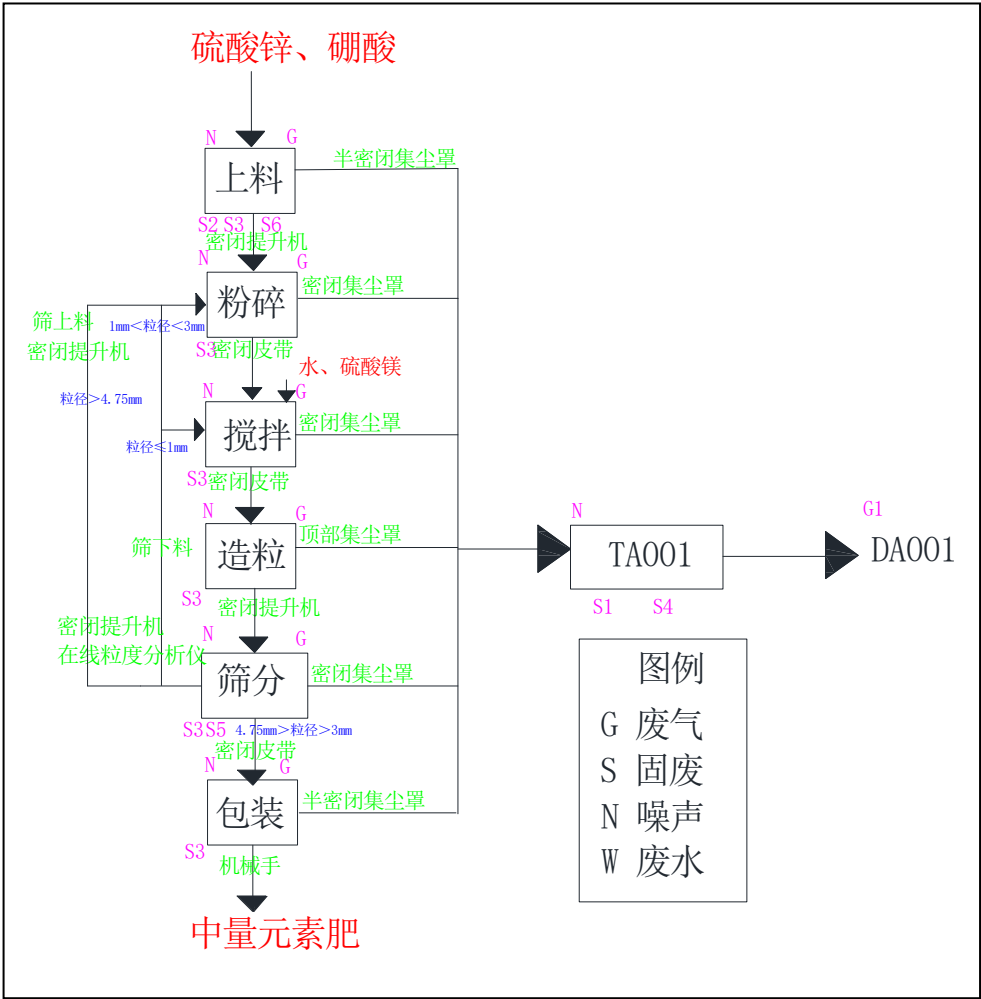 硫酸锌、硼酸
N
G
上料
半密闭集尘罩
S2 S3 S6
密闭提升机
N
G
粉碎
密闭集尘罩
筛上料
1mm<粒径<3mm
密闭提升机
S3
密闭皮带
水、硫酸镁
粒径>4.75mm
N
G
搅拌
密闭集尘罩
粒径≤1mm
S3
密闭皮带
N
G
造粒
顶部集尘罩
筛下料
S3
密闭提升机
N
TA001
S1 S4
G1
DA001
密闭提升机
在线粒度分析仪
N
G
筛分
密闭集尘罩
S3 S5
4.75mm>粒径>3mm
密闭皮带
N
G
包装
半密闭集尘罩
S3
机械手
中量元素肥
图例
G 废气
S 固废
N 噪声
W 废水